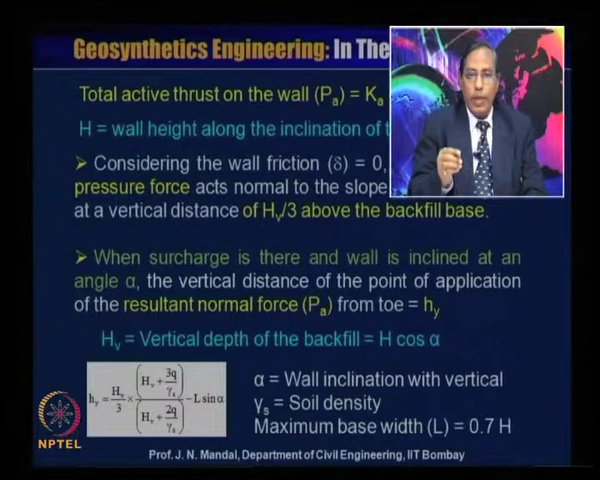 Geosynthetics Engineering: In The
Total active thrust on the wall (Pₐ) = Kₐ
H = wall height along the inclination of t
➢ Considering the wall friction (δ) = 0,
pressure force acts normal to the slope
at a vertical distance of Hᵥ/3 above the backfill base.
➢ When surcharge is there and wall is inclined at an
angle α, the vertical distance of the point of application
of the resultant normal force (Pₐ) from toe = hᵧ
Hᵥ = Vertical depth of the backfill = H cos α
hᵧ = Hᵥ/3 × (Hᵥ + 3q/γₛ)/(Hᵥ + 2q/γₛ) − L sin α
α = Wall inclination with vertical
γₛ = Soil density
Maximum base width (L) = 0.7 H
NPTEL
Prof. J. N. Mandal, Department of Civil Engineering, IIT Bombay